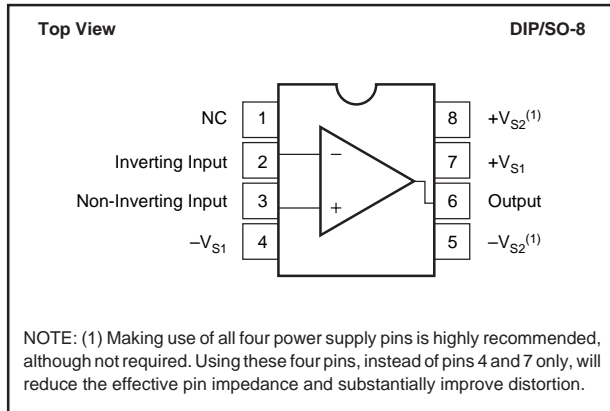 Top View DIP/SO-8
NC 1 8 +VS2(1)
Inverting Input 2 – 7 +VS1
Non-Inverting Input 3 + 6 Output
–VS1 4 5 –VS2(1)
NOTE: (1) Making use of all four power supply pins is highly recommended,
although not required. Using these four pins, instead of pins 4 and 7 only, will
reduce the effective pin impedance and substantially improve distortion.